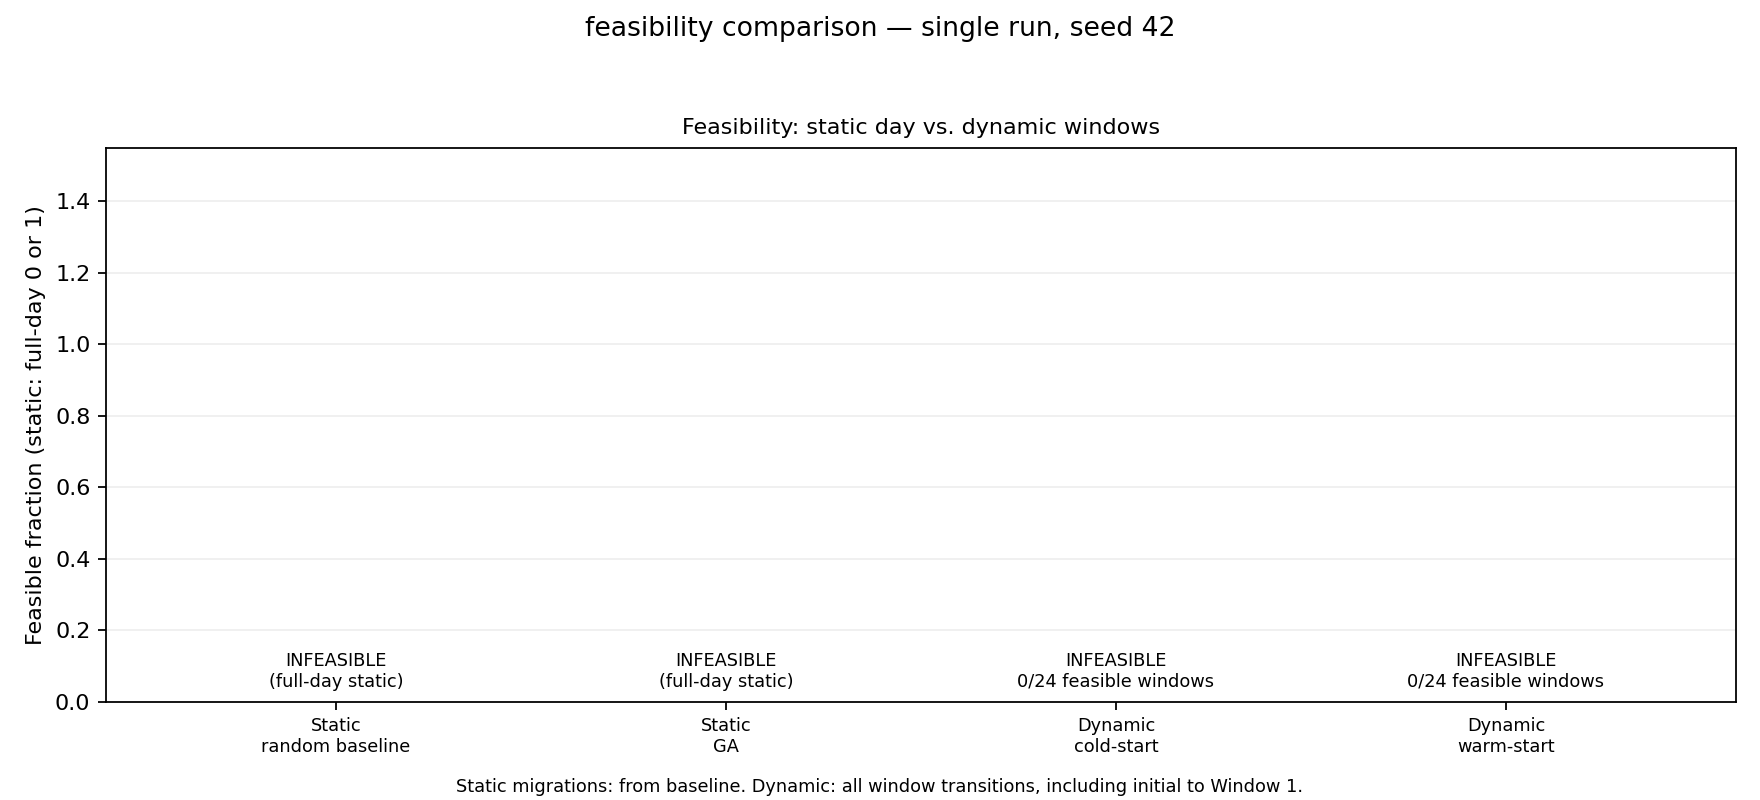 feasibility comparison — single run, seed 42
Feasibility: static day vs. dynamic windows
Feasible fraction (static: full-day 0 or 1)
1.4
1.2
1.0
0.8
0.6
0.4
0.2
0.0
INFEASIBLE
(full-day static)
INFEASIBLE
(full-day static)
INFEASIBLE
0/24 feasible windows
INFEASIBLE
0/24 feasible windows
Static
random baseline
Static
GA
Dynamic
cold-start
Dynamic
warm-start
Static migrations: from baseline. Dynamic: all window transitions, including initial to Window 1.